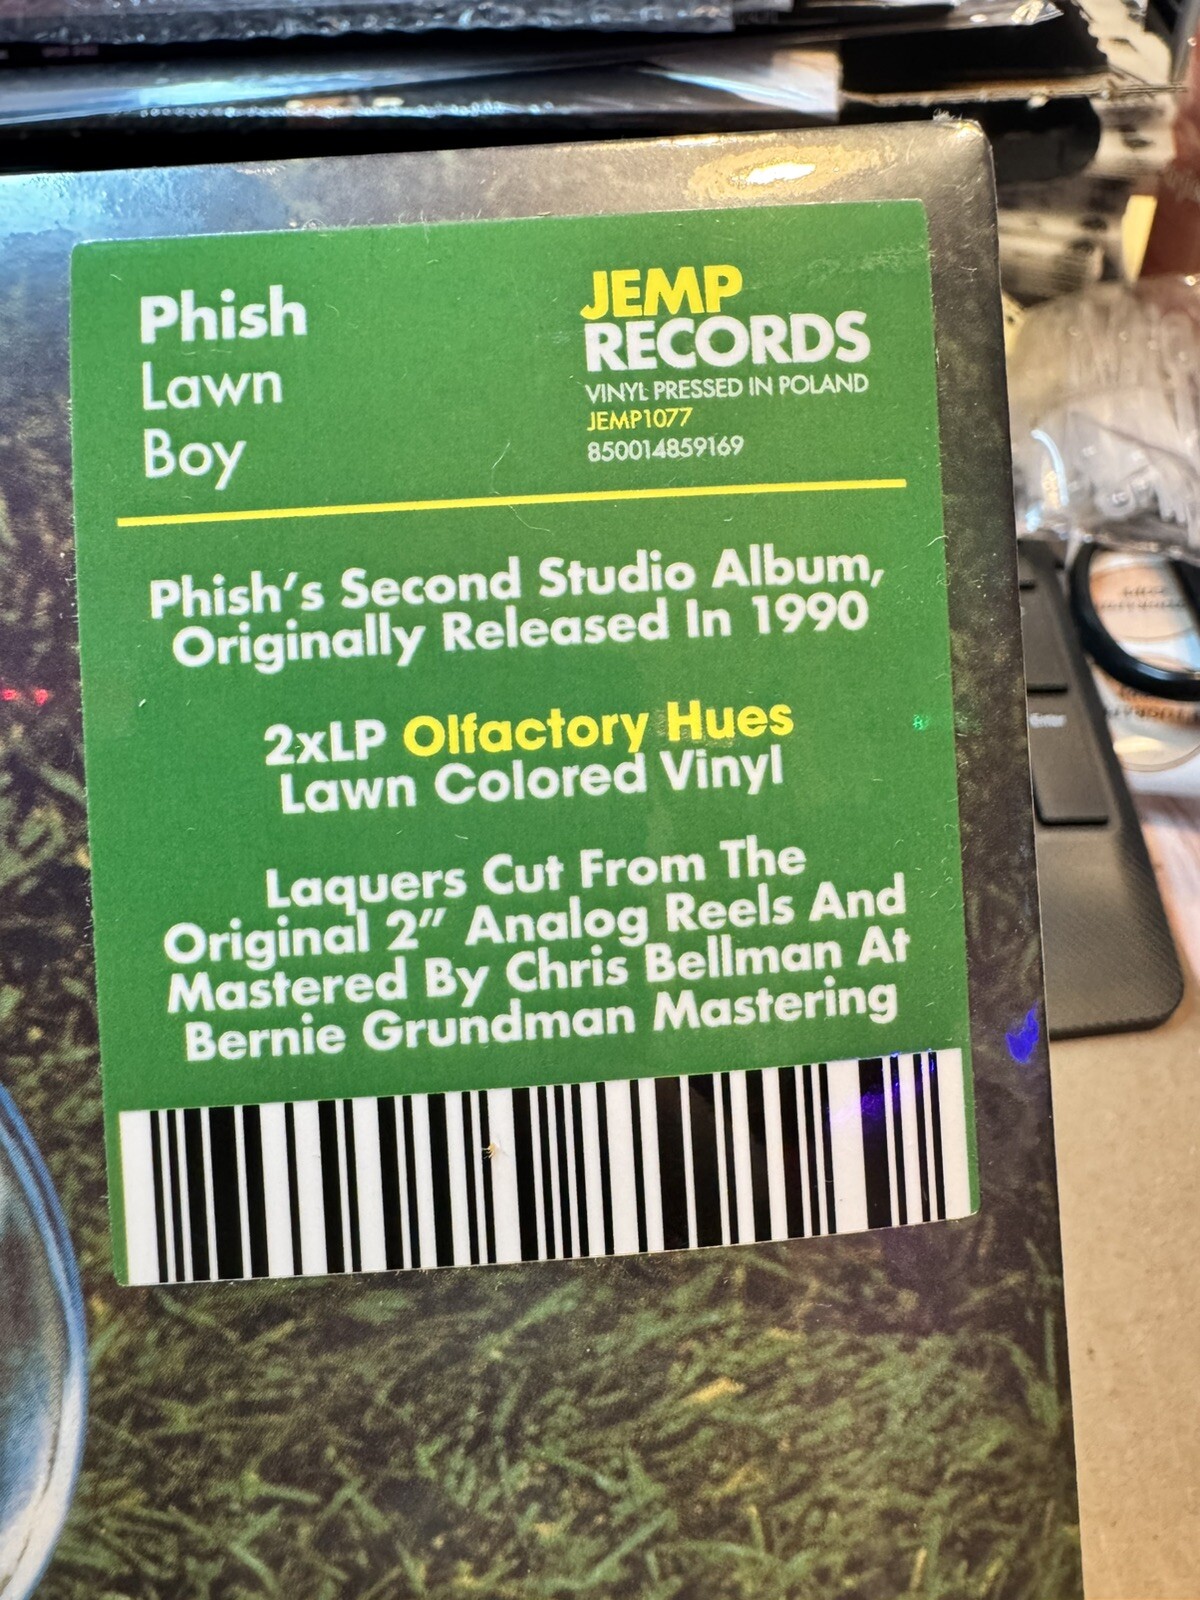 Phish
Lawn
Boy
JEMP
RECORDS
VINYL PRESSED IN POLAND
JEMP1077
850014859169
Phish's Second Studio Album,
Originally Released In 1990
2xLP Olfactory Hues
Lawn Colored Vinyl
Laquers Cut From The
Original 2" Analog Reels And
Mastered By Chris Bellman At
Bernie Grundman Mastering
Enter